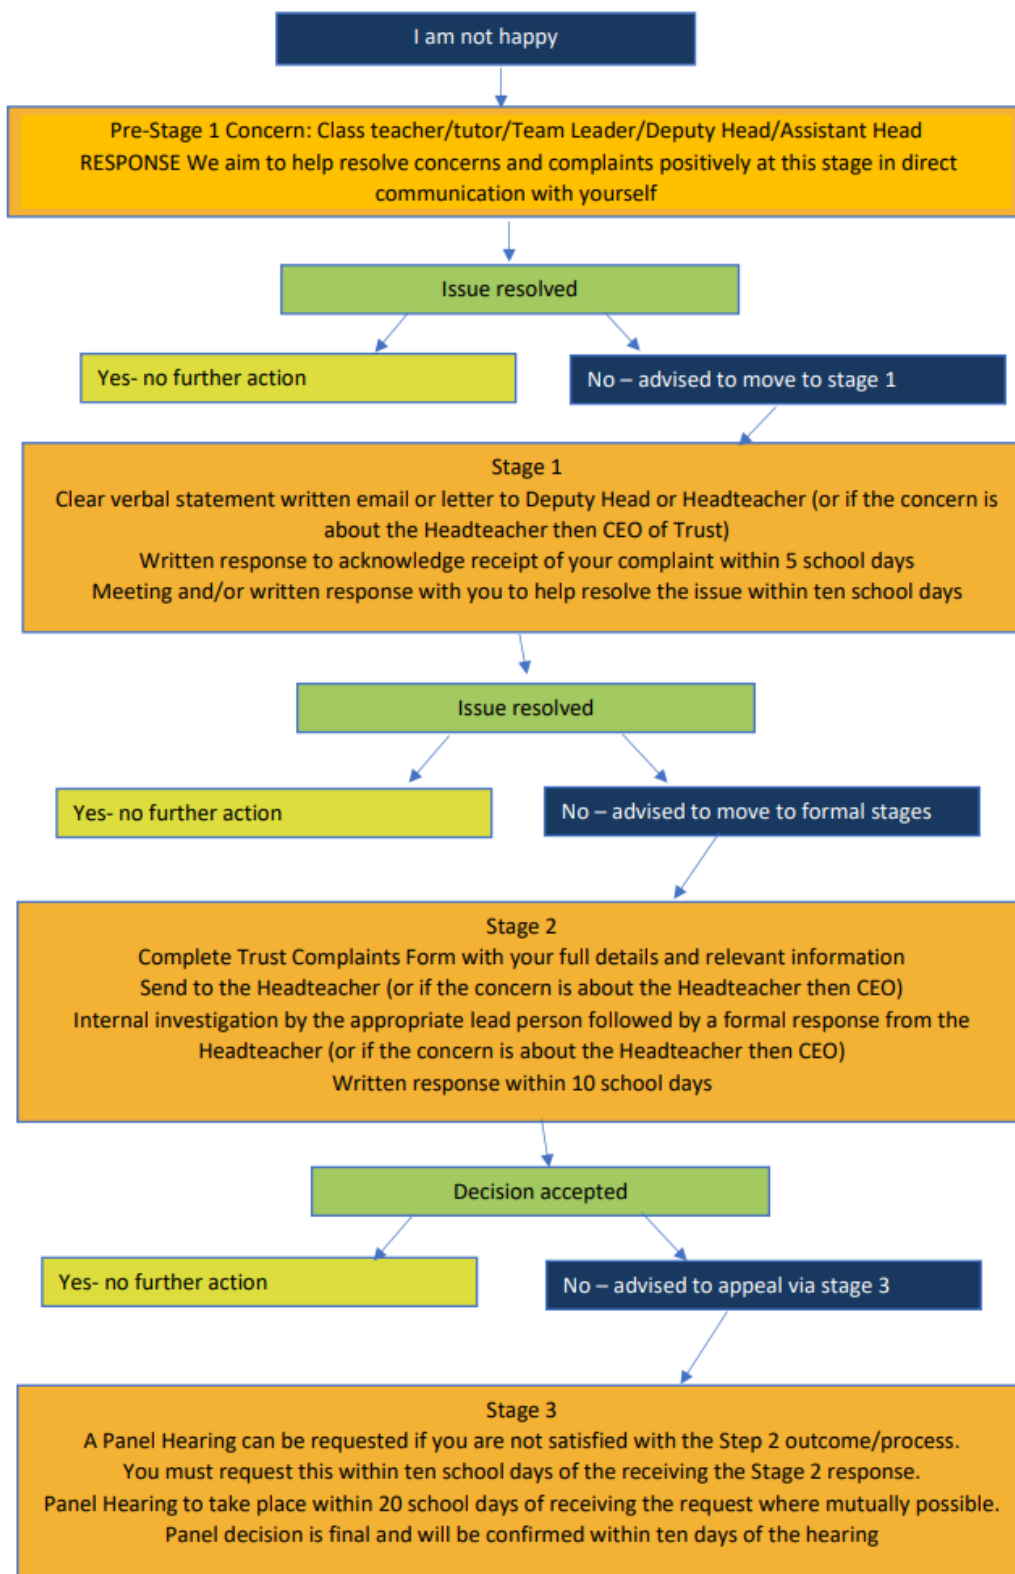 I am not happy
Pre-Stage 1 Concern: Class teacher/tutor/Team Leader/Deputy Head/Assistant Head
RESPONSE We aim to help resolve concerns and complaints positively at this stage in direct
communication with yourself
Issue resolved
Yes- no further action
No – advised to move to stage 1
Stage 1
Clear verbal statement written email or letter to Deputy Head or Headteacher (or if the concern is
about the Headteacher then CEO of Trust)
Written response to acknowledge receipt of your complaint within 5 school days
Meeting and/or written response with you to help resolve the issue within ten school days
Issue resolved
Yes- no further action
No – advised to move to formal stages
Stage 2
Complete Trust Complaints Form with your full details and relevant information
Send to the Headteacher (or if the concern is about the Headteacher then CEO)
Internal investigation by the appropriate lead person followed by a formal response from the
Headteacher (or if the concern is about the Headteacher then CEO)
Written response within 10 school days
Decision accepted
Yes- no further action
No – advised to appeal via stage 3
Stage 3
A Panel Hearing can be requested if you are not satisfied with the Step 2 outcome/process.
You must request this within ten school days of the receiving the Stage 2 response.
Panel Hearing to take place within 20 school days of receiving the request where mutually possible.
Panel decision is final and will be confirmed within ten days of the hearing